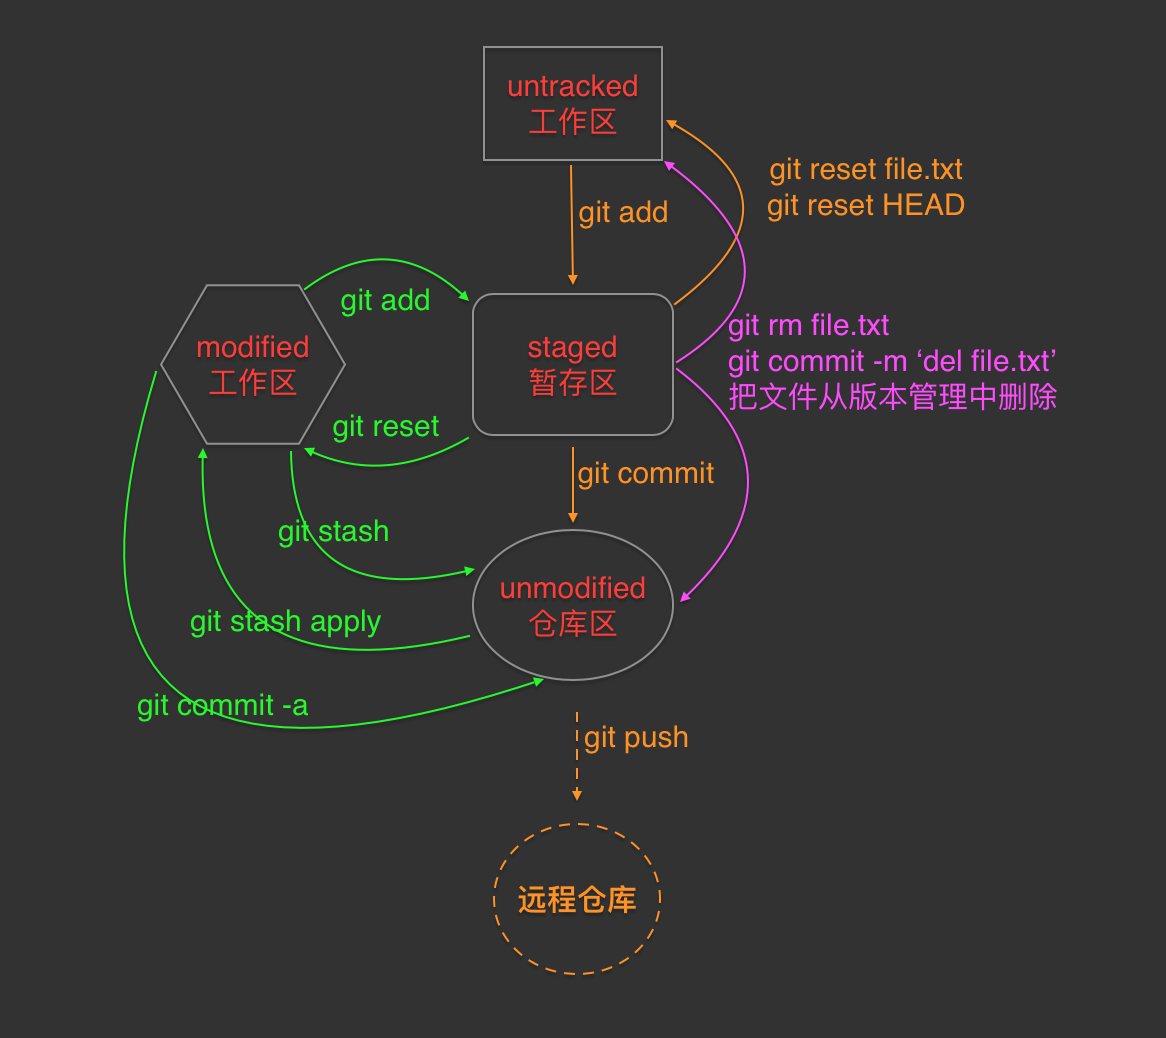 untracked
工作区
git reset file.txt
git reset HEAD
git add
git add
modified
工作区
staged
暂存区
git rm file.txt
git commit -m ‘del file.txt’
把文件从版本管理中删除
git reset
git commit
git stash
unmodified
仓库区
git stash apply
git commit -a
git push
远程仓库